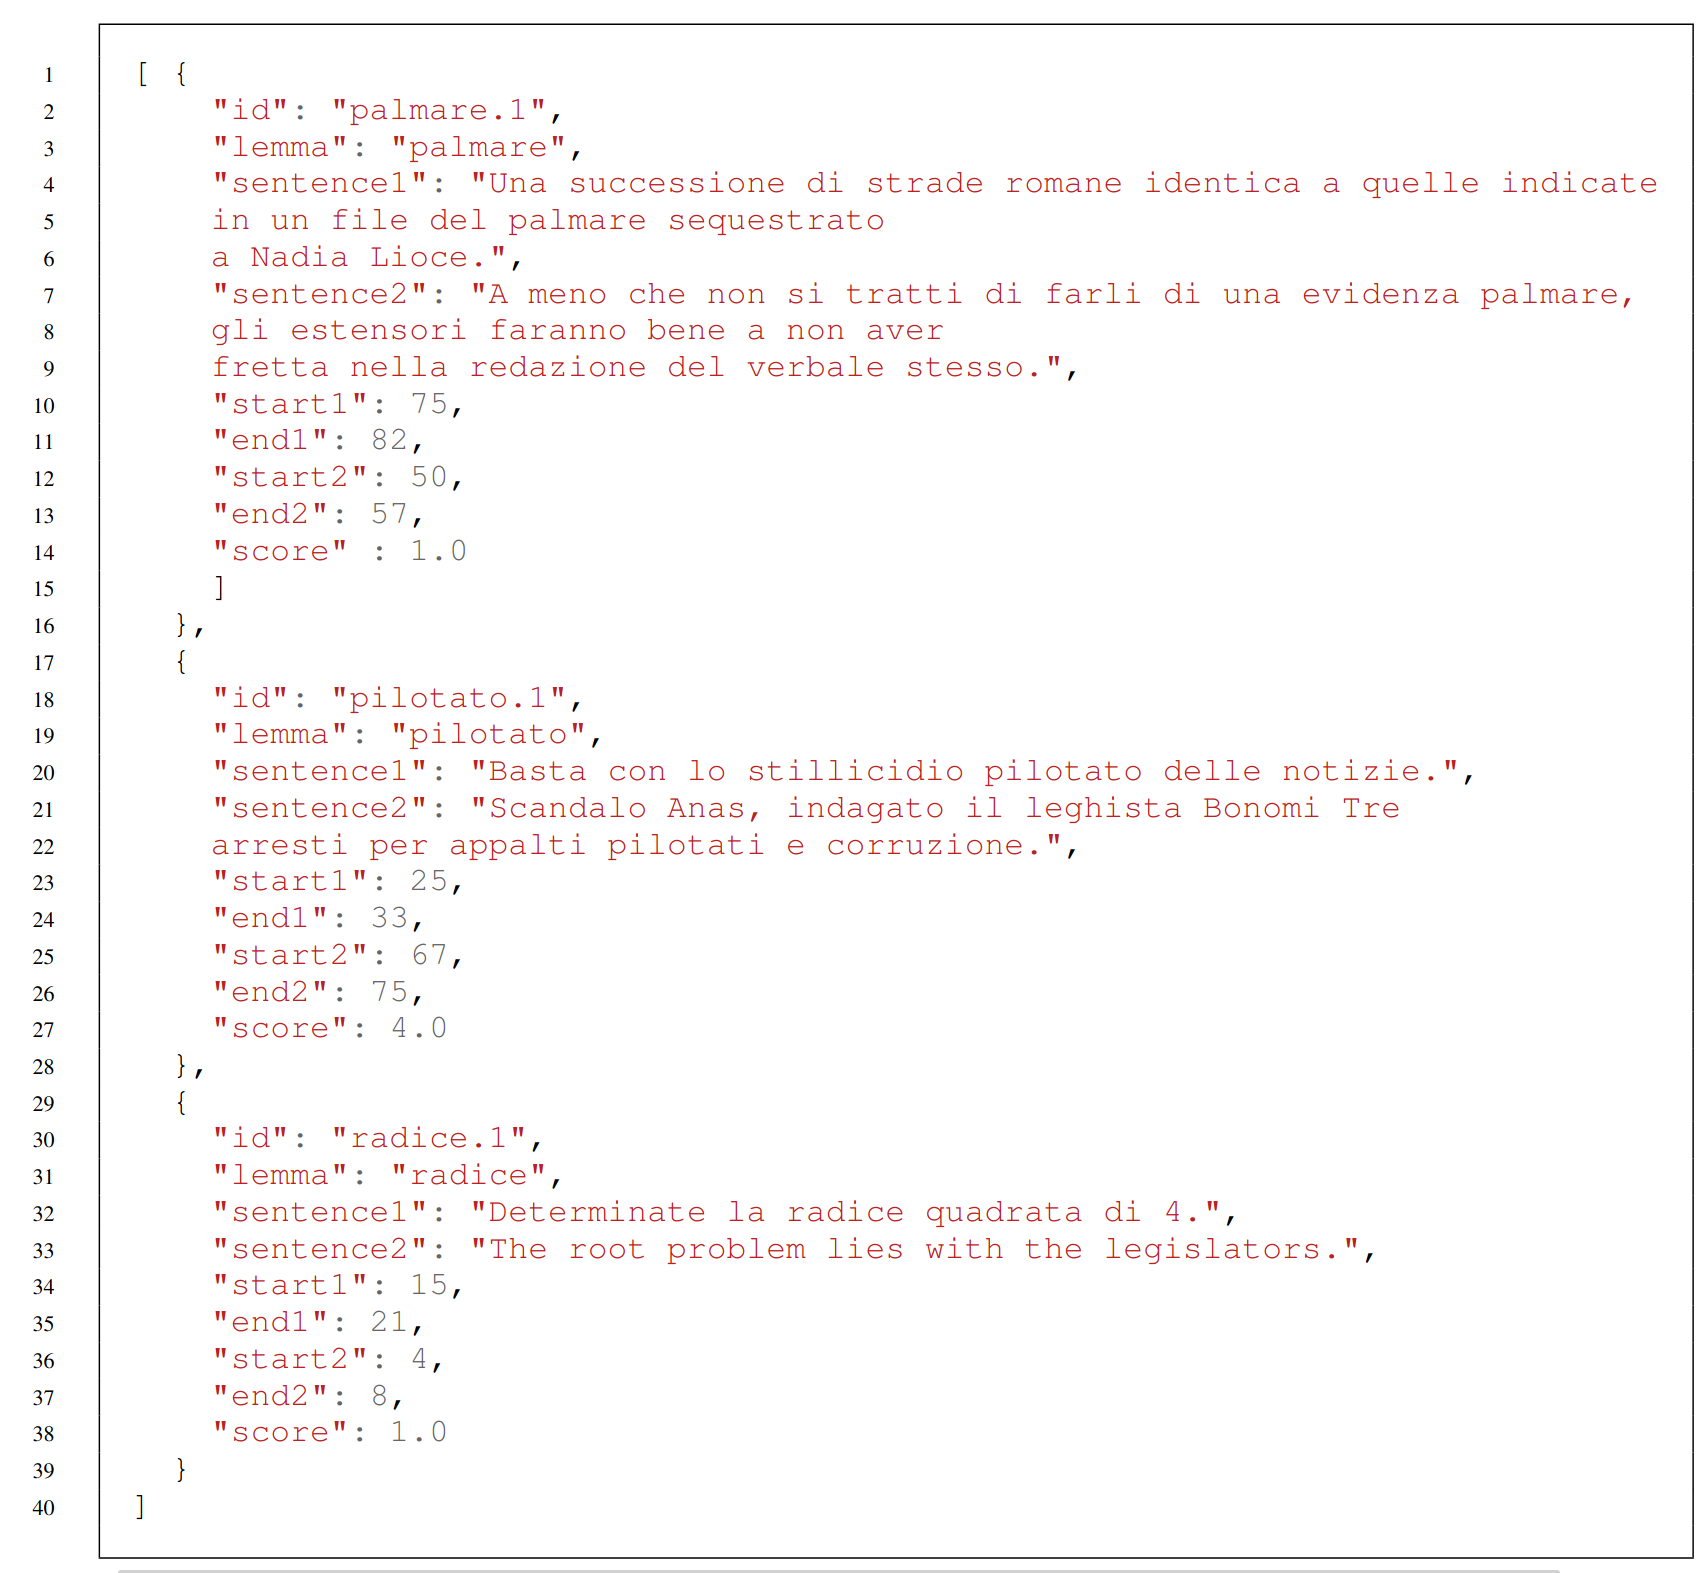 1 [ {
2 "id": "palmare.1",
3 "lemma": "palmare",
4 "sentence1": "Una successione di strade romane identica a quelle indicate
5 in un file del palmare sequestrato
6 a Nadia Lioce.",
7 "sentence2": "A meno che non si tratti di farli di una evidenza palmare,
8 gli estensori faranno bene a non aver
9 fretta nella redazione del verbale stesso.",
10 "start1": 75,
11 "end1": 82,
12 "start2": 50,
13 "end2": 57,
14 "score" : 1.0
15 ]
16 },
17 {
18 "id": "pilotato.1",
19 "lemma": "pilotato",
20 "sentence1": "Basta con lo stillicidio pilotato delle notizie.",
21 "sentence2": "Scandalo Anas, indagato il leghista Bonomi Tre
22 arresti per appalti pilotati e corruzione.",
23 "start1": 25,
24 "end1": 33,
25 "start2": 67,
26 "end2": 75,
27 "score": 4.0
28 },
29 {
30 "id": "radice.1",
31 "lemma": "radice",
32 "sentence1": "Determinate la radice quadrata di 4.",
33 "sentence2": "The root problem lies with the legislators.",
34 "start1": 15,
35 "end1": 21,
36 "start2": 4,
37 "end2": 8,
38 "score": 1.0
39 }
40 ]